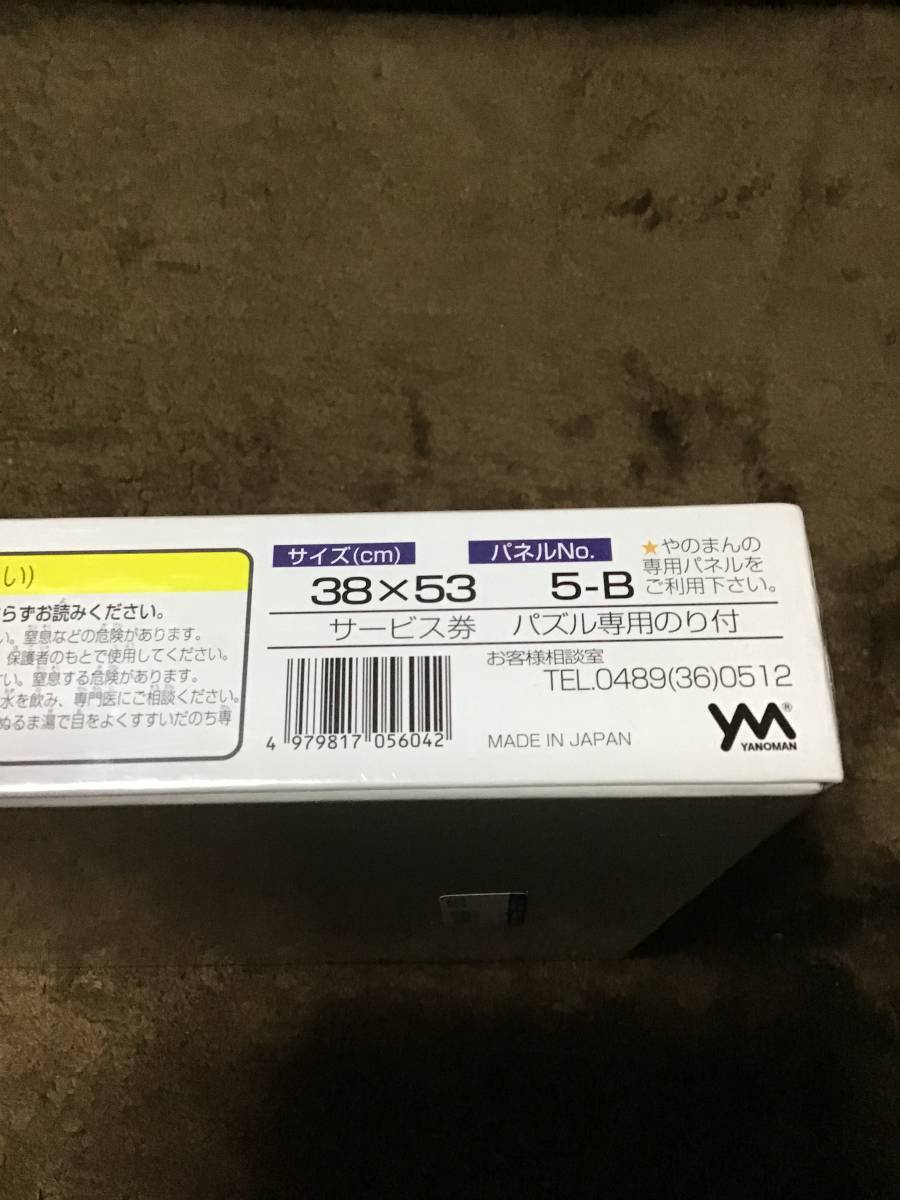 い)
らずお読みください。
い。窒息などの危険があります。
保護者のもとで使用してください。
い。窒息する危険があります。
水を飲み、専門医にご相談ください。
ぬるま湯で目をよくすすいだのち専
サイズ(cm)
38×53
パネルNo.
5-B
★やのまんの
専用パネルを
ご利用下さい。
サービス券 パズル専用のり付
お客様相談室
TEL.0489(36)0512
4 979817 056042
MADE IN JAPAN
YM®
YANOMAN